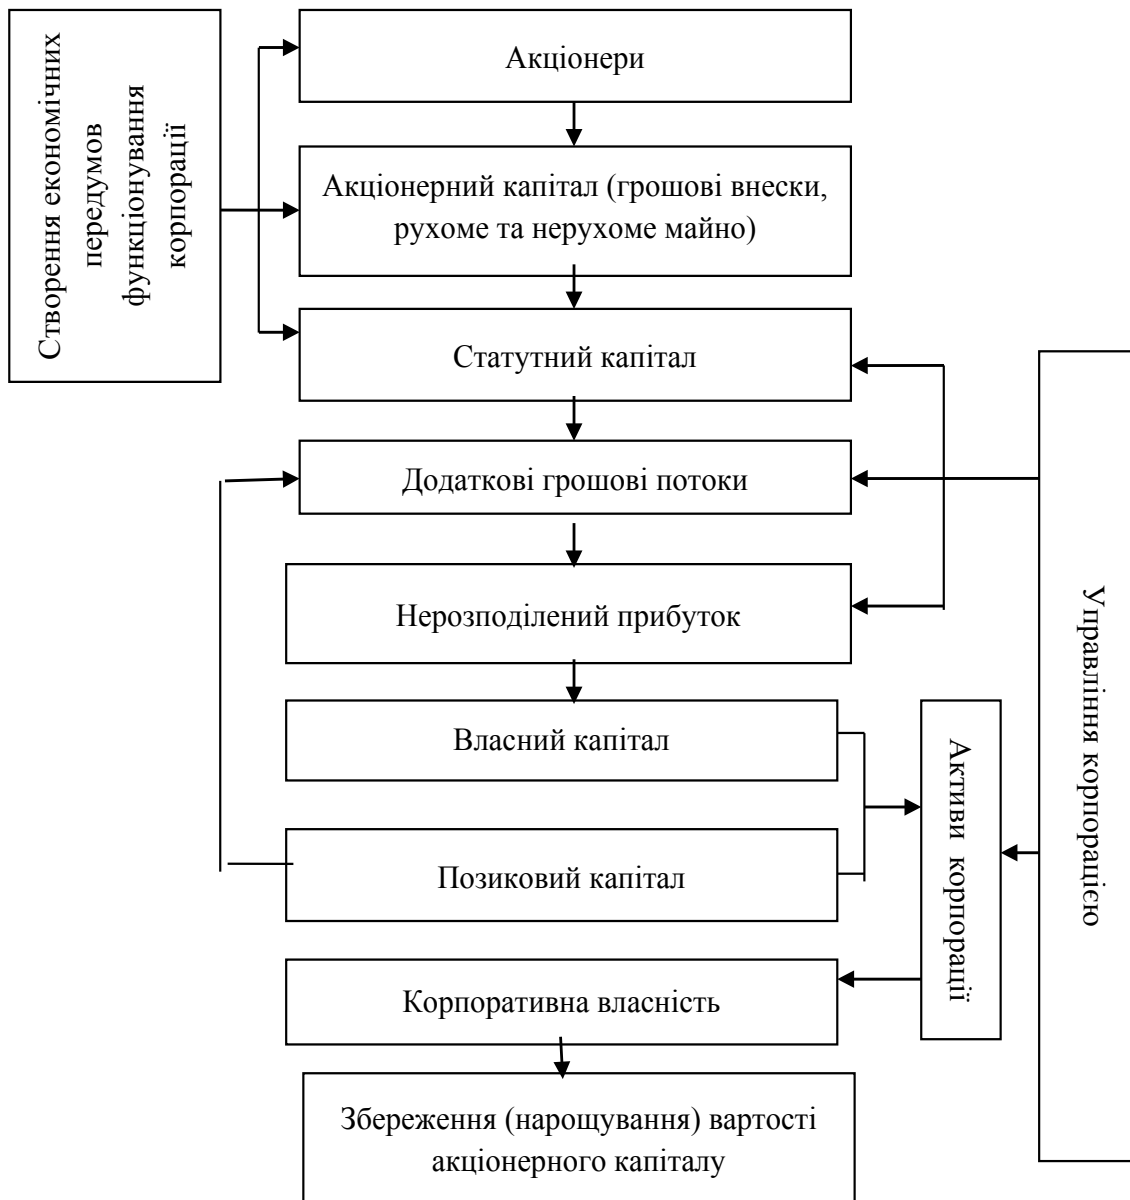 Створення економічних
передумов
функціонування
корпорації
Акціонери
Акціонерний капітал (грошові внески,
рухоме та нерухоме майно)
Статутний капітал
Додаткові грошові потоки
Нерозподілений прибуток
Власний капітал
Позиковий капітал
Корпоративна власність
Збереження (нарощування) вартості
акціонерного капіталу
Активи корпорації
Управління корпорацією